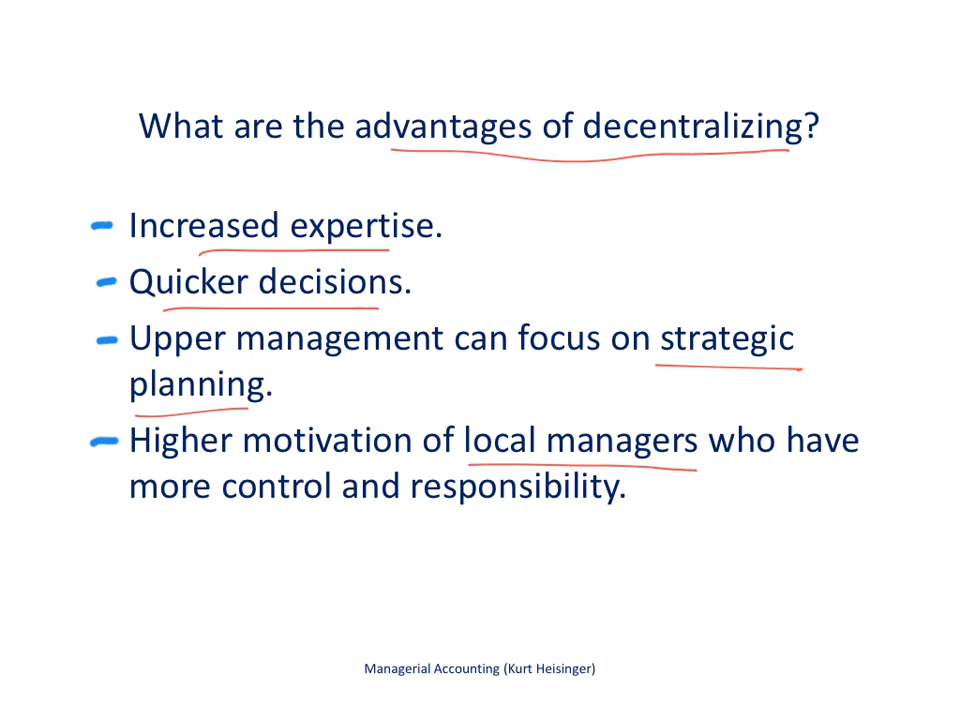 What are the advantages of decentralizing?
Increased expertise.
Quicker decisions.
Upper management can focus on strategic
planning.
Higher motivation of local managers who have
more control and responsibility.
Managerial Accounting (Kurt Heisinger)